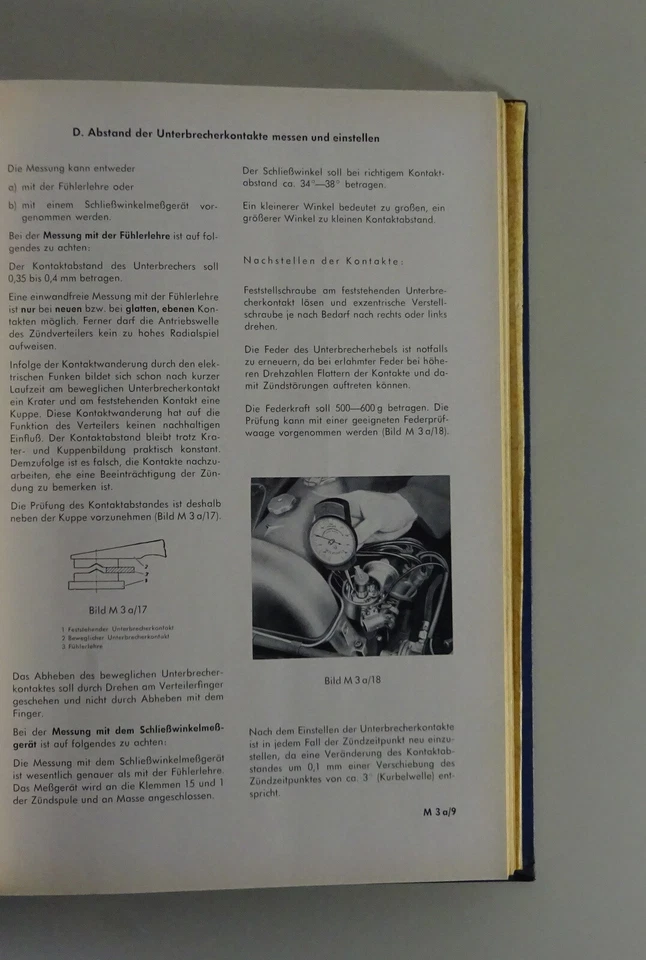 D. Abstand der Unterbrecherkontakte messen und einstellen
Die Messung kann entweder
a) mit der Fühlerlehre oder
b) mit einem Schließwinkelmeßgerät vor-
genommen werden.
Bei der Messung mit der Fühlerlehre ist auf fol-
gendes zu achten:
Der Kontaktabstand des Unterbrechers soll
0,35 bis 0,4 mm betragen.
Eine einwandfreie Messung mit der Fühlerlehre
ist nur bei neuen bzw. bei glatten, ebenen Kon-
takten möglich. Ferner darf die Antriebswelle
des Zündverteilers kein zu hohes Radialspiel
aufweisen.
Infolge der Kontaktwanderung durch den elek-
trischen Funken bildet sich schon nach kurzer
Laufzeit am beweglichen Unterbrecherkontakt
ein Krater und am feststehenden Kontakt eine
Kuppe. Diese Kontaktwanderung hat auf die
Funktion des Verteilers keinen nachhaltigen
Einfluß. Der Kontaktabstand bleibt trotz Kra-
ter- und Kuppenbildung praktisch konstant.
Demzufolge ist es falsch, die Kontakte nachzu-
arbeiten, ehe eine Beeinträchtigung der Zün-
dung zu bemerken ist.
Die Prüfung des Kontaktabstandes ist deshalb
neben der Kuppe vorzunehmen (Bild M 3 a/17).
2
3
1
Bild M 3 a/17
1 Feststehender Unterbrecherkontakt
2 Beweglicher Unterbrecherkontakt
3 Fühlerlehre
Das Abheben des beweglichen Unterbrecher-
kontaktes soll durch Drehen am Verteilerfinger
geschehen und nicht durch Abheben mit dem
Finger.
Bei der Messung mit dem Schließwinkelmeß-
gerät ist auf folgendes zu achten:
Die Messung mit dem Schließwinkelmeßgerät
ist wesentlich genauer als mit der Fühlerlehre.
Das Meßgerät wird an die Klemmen 15 und 1
der Zündspule und an Masse angeschlossen.
Der Schließwinkel soll bei richtigem Kontakt-
abstand ca. 34°—38° betragen.
Ein kleinerer Winkel bedeutet zu großen, ein
größerer Winkel zu kleinen Kontaktabstand.
Nachstellen der Kontakte:
Feststellschraube am feststehenden Unterbre-
cherkontakt lösen und exzentrische Verstell-
schraube je nach Bedarf nach rechts oder links
drehen.
Die Feder des Unterbrecherhebels ist notfalls
zu erneuern, da bei erlahmter Feder bei höhe-
ren Drehzahlen Flattern der Kontakte und da-
mit Zündstörungen auftreten können.
Die Federkraft soll 500—600 g betragen. Die
Prüfung kann mit einer geeigneten Federprüf-
waage vorgenommen werden (Bild M 3 a/18).
Bild M 3 a/18
Nach dem Einstellen der Unterbrecherkontakte
ist in jedem Fall der Zündzeitpunkt neu einzu-
stellen, da eine Veränderung des Kontaktab-
standes um 0,1 mm einer Verschiebung des
Zündzeitpunktes von ca. 3° (Kurbelwelle) ent-
spricht.
M 3 a/9